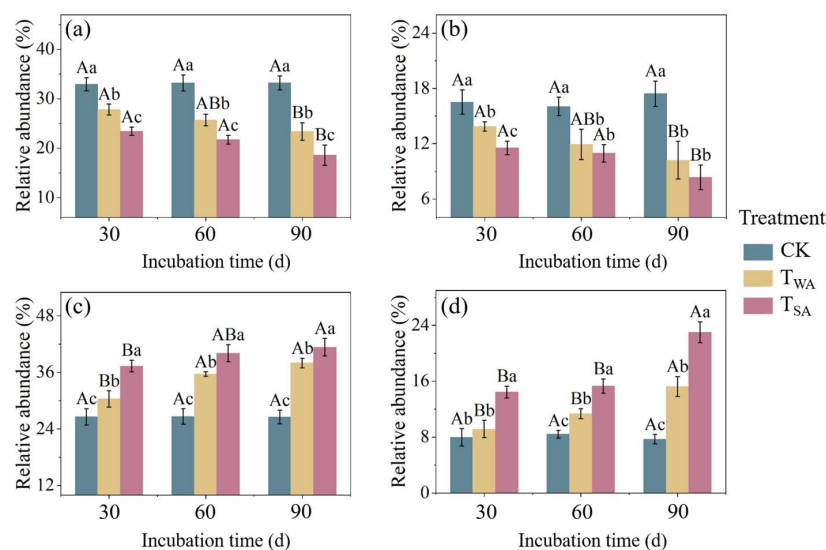 (a)
Relative abundance (%)
40
30
20
10
Aa Ab Ac
Aa ABb Ac
Aa Bb Bc
30 60 90
Incubation time (d)
(b)
Relative abundance (%)
24
18
12
6
Aa Ab Ac
Aa ABb Ab
Aa Bb Bb
30 60 90
Incubation time (d)
Treatment
CK
TWA
TSA
(c)
Relative abundance (%)
48
36
24
12
Ac Bb Ba
Ac Ab ABa
Ac Ab Aa
30 60 90
Incubation time (d)
(d)
Relative abundance (%)
24
16
8
0
Ab Bb Ba
Ac Bb Ba
Ac Ab Aa
30 60 90
Incubation time (d)